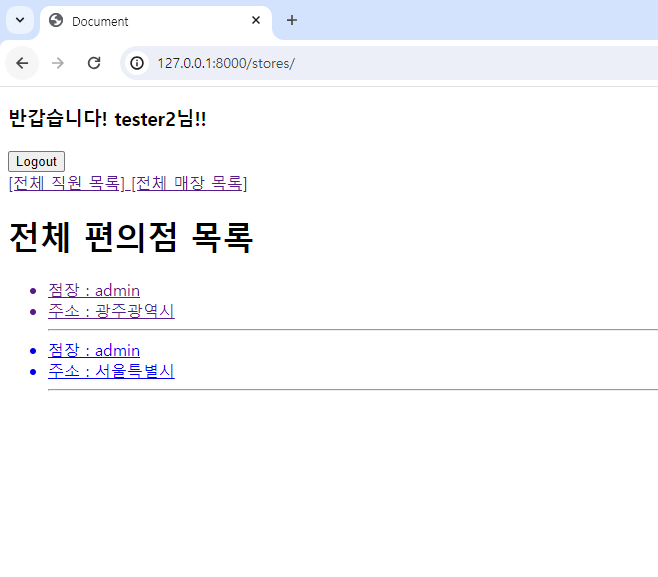 Document
127.0.0.1:8000/stores/
반갑습니다! tester2님!!
Logout
[전체 직원 목록] [전체 매장 목록]
전체 편의점 목록
점장 : admin
주소 : 광주광역시
점장 : admin
주소 : 서울특별시